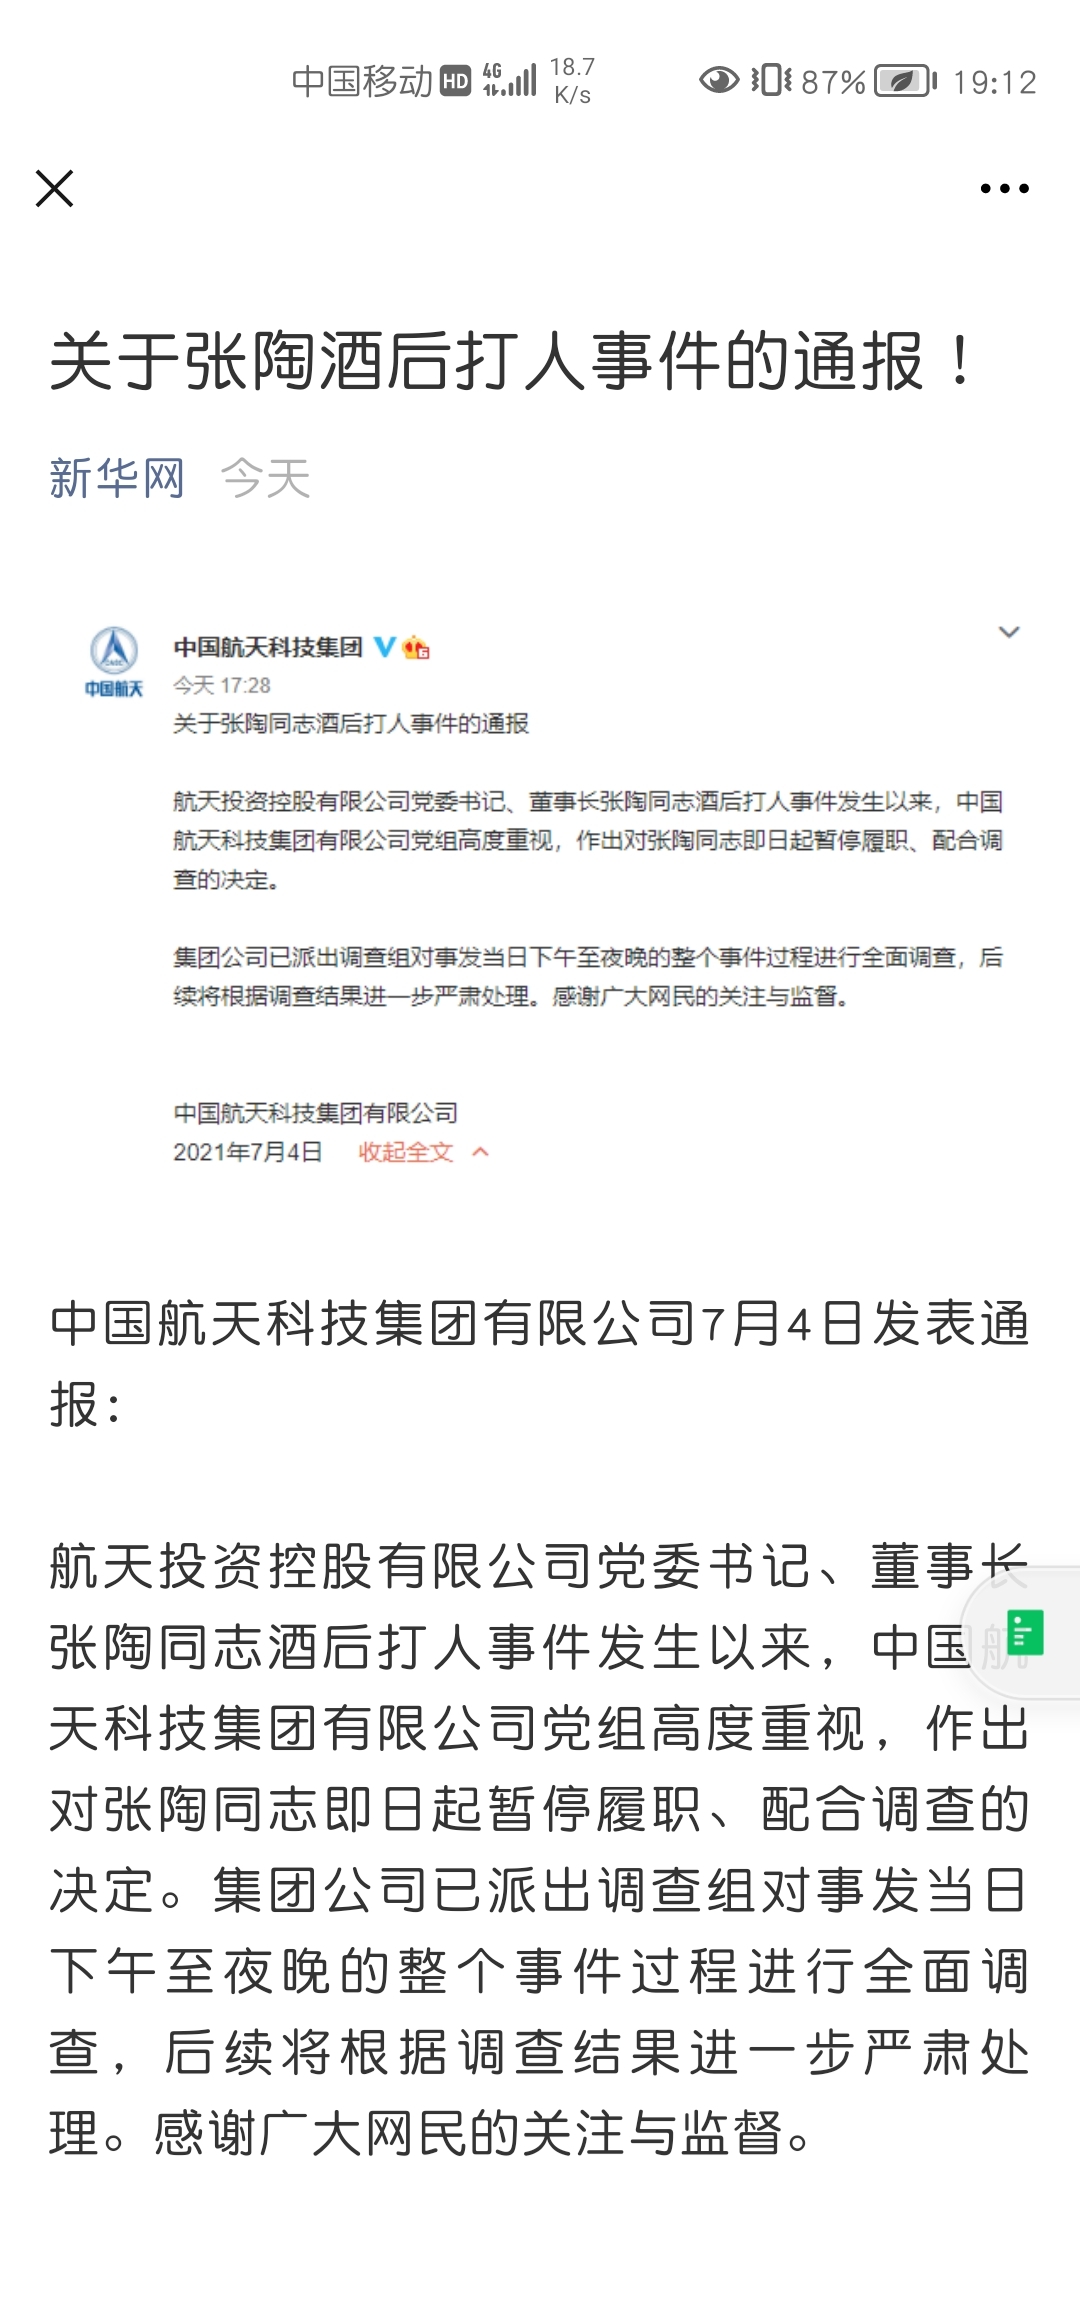 中国移动 HD 4G 18.7 K/s 87% 19:12
关于张陶酒后打人事件的通报！
新华网 今天
中国航天科技集团
中国航天
今天 17:28
关于张陶同志酒后打人事件的通报
航天投资控股有限公司党委书记、董事长张陶同志酒后打人事件发生以来，中国
航天科技集团有限公司党组高度重视，作出对张陶同志即日起暂停履职、配合调
查的决定。
集团公司已派出调查组对事发当日下午至夜晚的整个事件过程进行全面调查，后
续将根据调查结果进一步严肃处理。感谢广大网民的关注与监督。
中国航天科技集团有限公司
2021年7月4日 收起全文
中国航天科技集团有限公司7月4日发表通
报：
航天投资控股有限公司党委书记、董事长
张陶同志酒后打人事件发生以来，中国航
天科技集团有限公司党组高度重视，作出
对张陶同志即日起暂停履职、配合调查的
决定。集团公司已派出调查组对事发当日
下午至夜晚的整个事件过程进行全面调
查，后续将根据调查结果进一步严肃处
理。感谢广大网民的关注与监督。